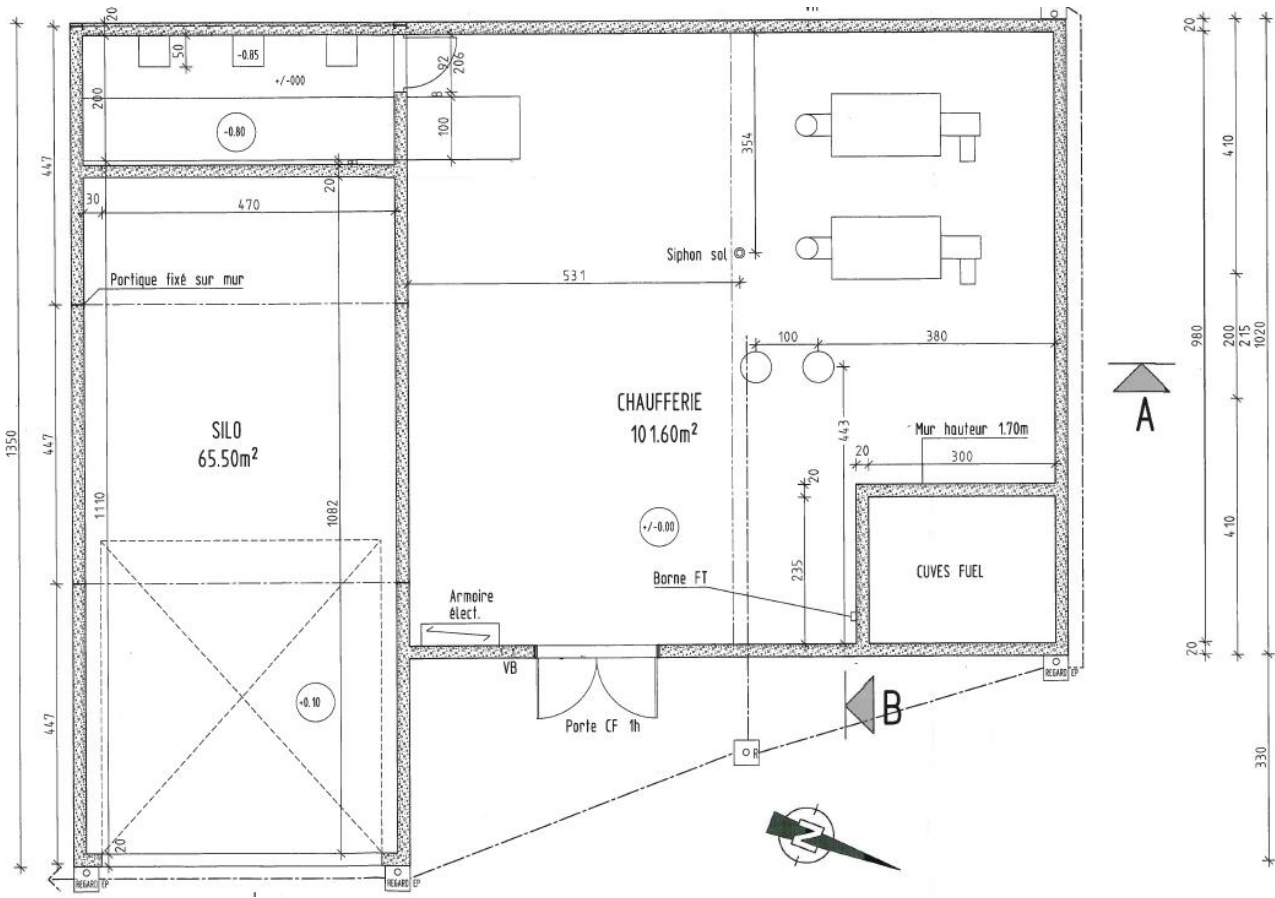 20
50
-0.85
+/-000
92
206
8
200
100
-0.80
447
20
30
470
Portique fixé sur mur
531
Siphon sol
354
100
380
447
SILO
65.50m²
CHAUFFERIE
101.60m²
443
Mur hauteur 1.70m
20
300
1350
1110
1082
+/-0.00
20
235
Borne FT
CUVES FUEL
Armoire
élect.
VB
447
+0.10
Porte CF 1h
447
20
REGARD EP
REGARD EP
R
REGARD EP
N
A
B
20
980
20
410
200
215
1020
410
330